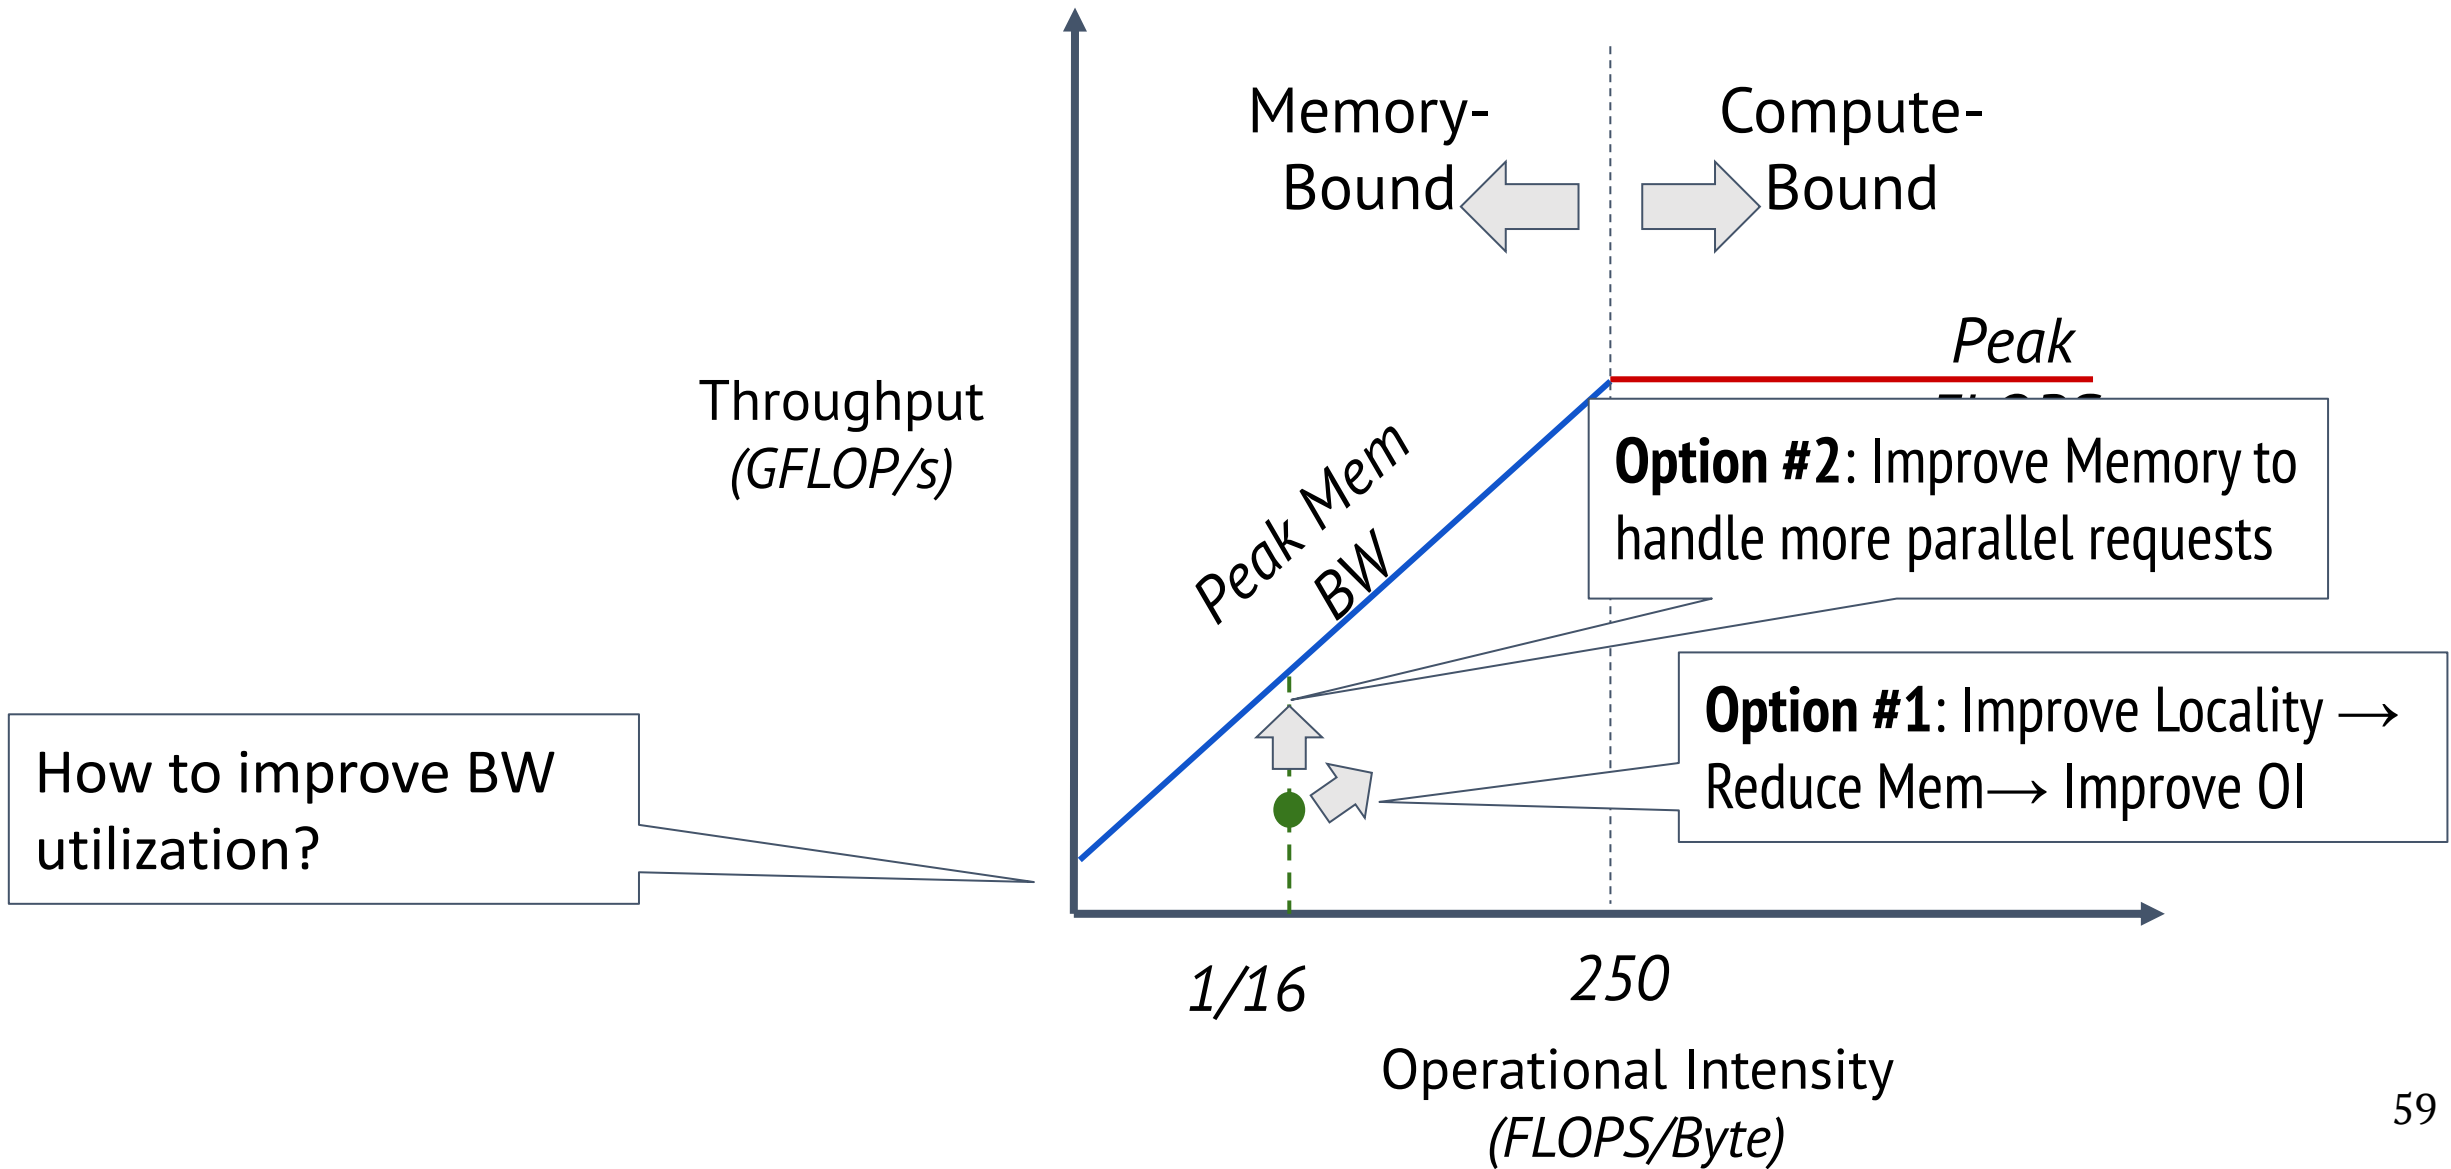 Memory-
Bound
Compute-
Bound
Peak
Throughput
(GFLOP/s)
Peak Mem
BW
Option #2: Improve Memory to
handle more parallel requests
Option #1: Improve Locality →
Reduce Mem→ Improve OI
How to improve BW
utilization?
1/16
250
Operational Intensity
(FLOPS/Byte)
59